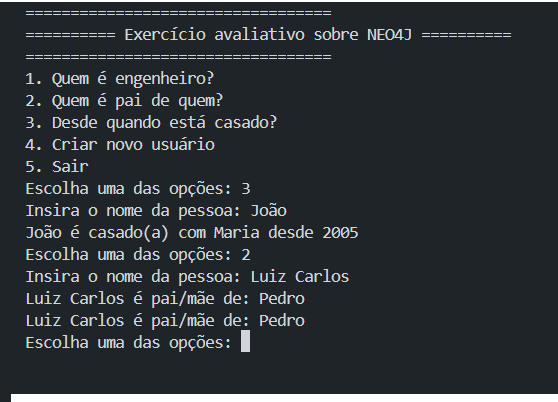 ==================================
========== Exercício avaliativo sobre NEO4J ==========
==================================
1. Quem é engenheiro?
2. Quem é pai de quem?
3. Desde quando está casado?
4. Criar novo usuário
5. Sair
Escolha uma das opções: 3
Insira o nome da pessoa: João
João é casado(a) com Maria desde 2005
Escolha uma das opções: 2
Insira o nome da pessoa: Luiz Carlos
Luiz Carlos é pai/mãe de: Pedro
Luiz Carlos é pai/mãe de: Pedro
Escolha uma das opções: